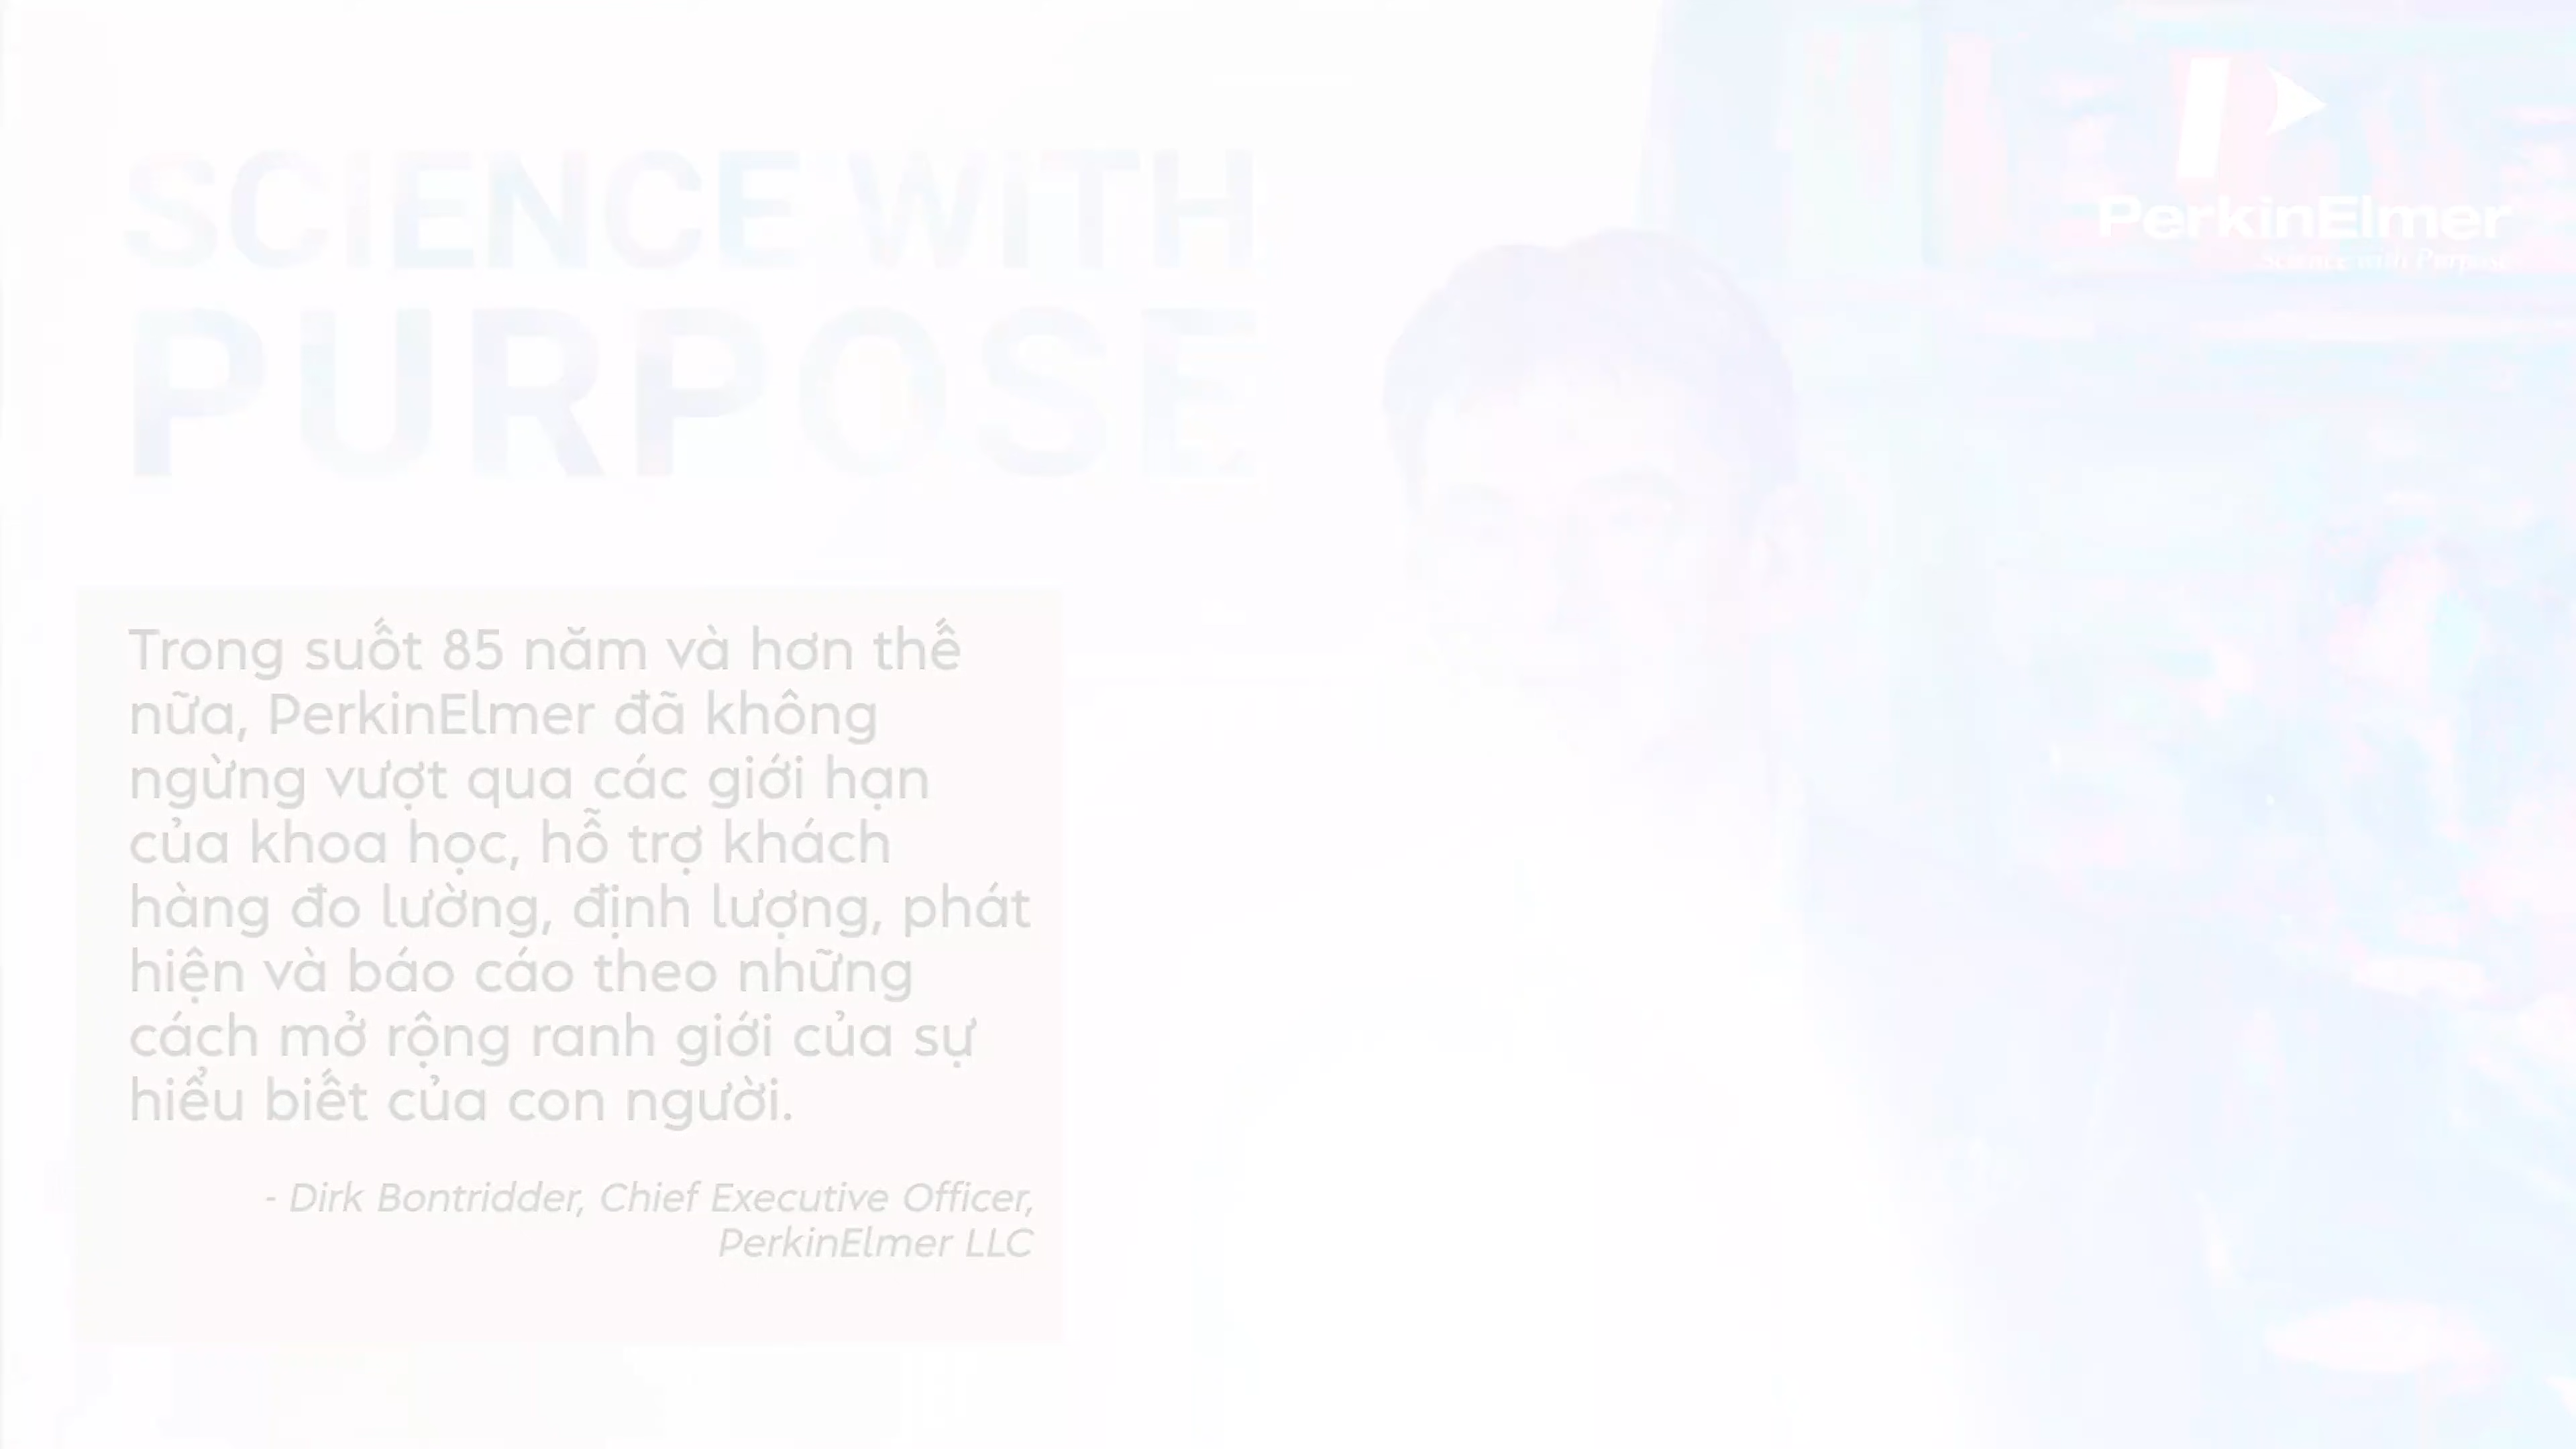 SCIENCE WITH
PURPOSE
PerkinElmer
Science with Purpose
Trong suốt 85 năm và hơn thế
nữa, PerkinElmer đã không
ngừng vượt qua các giới hạn
của khoa học, hỗ trợ khách
hàng đo lường, định lượng, phát
hiện và báo cáo theo những
cách mở rộng ranh giới của sự
hiểu biết của con người.
- Dirk Bontridder, Chief Executive Officer,
PerkinElmer LLC